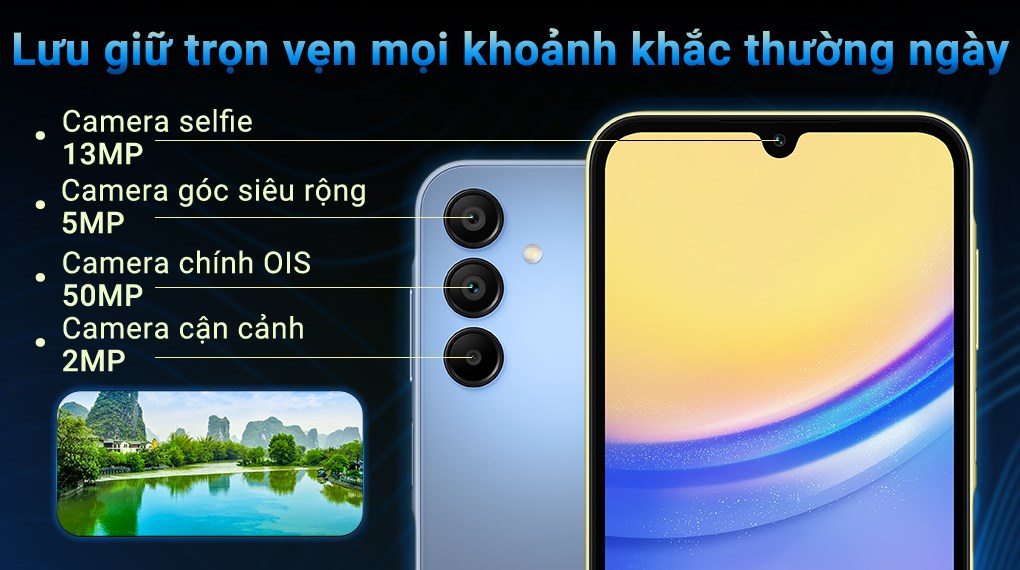 Lưu giữ trọn vẹn mọi khoảnh khắc thường ngày
Camera selfie
13MP
Camera góc siêu rộng
5MP
Camera chính OIS
50MP
Camera cận cảnh
2MP